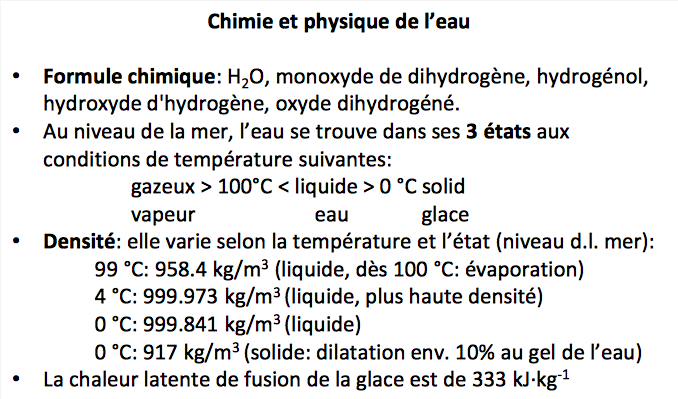 Chimie et physique de l’eau
• Formule chimique: H₂O, monoxyde de dihydrogène, hydrogénol,
hydroxyde d'hydrogène, oxyde dihydrogéné.
• Au niveau de la mer, l’eau se trouve dans ses 3 états aux
conditions de température suivantes:
gazeux > 100°C < liquide > 0 °C solid
vapeur eau glace
• Densité: elle varie selon la température et l’état (niveau d.l. mer):
99 °C: 958.4 kg/m³ (liquide, dès 100 °C: évaporation)
4 °C: 999.973 kg/m³ (liquide, plus haute densité)
0 °C: 999.841 kg/m³ (liquide)
0 °C: 917 kg/m³ (solide: dilatation env. 10% au gel de l’eau)
• La chaleur latente de fusion de la glace est de 333 kJ·kg⁻¹